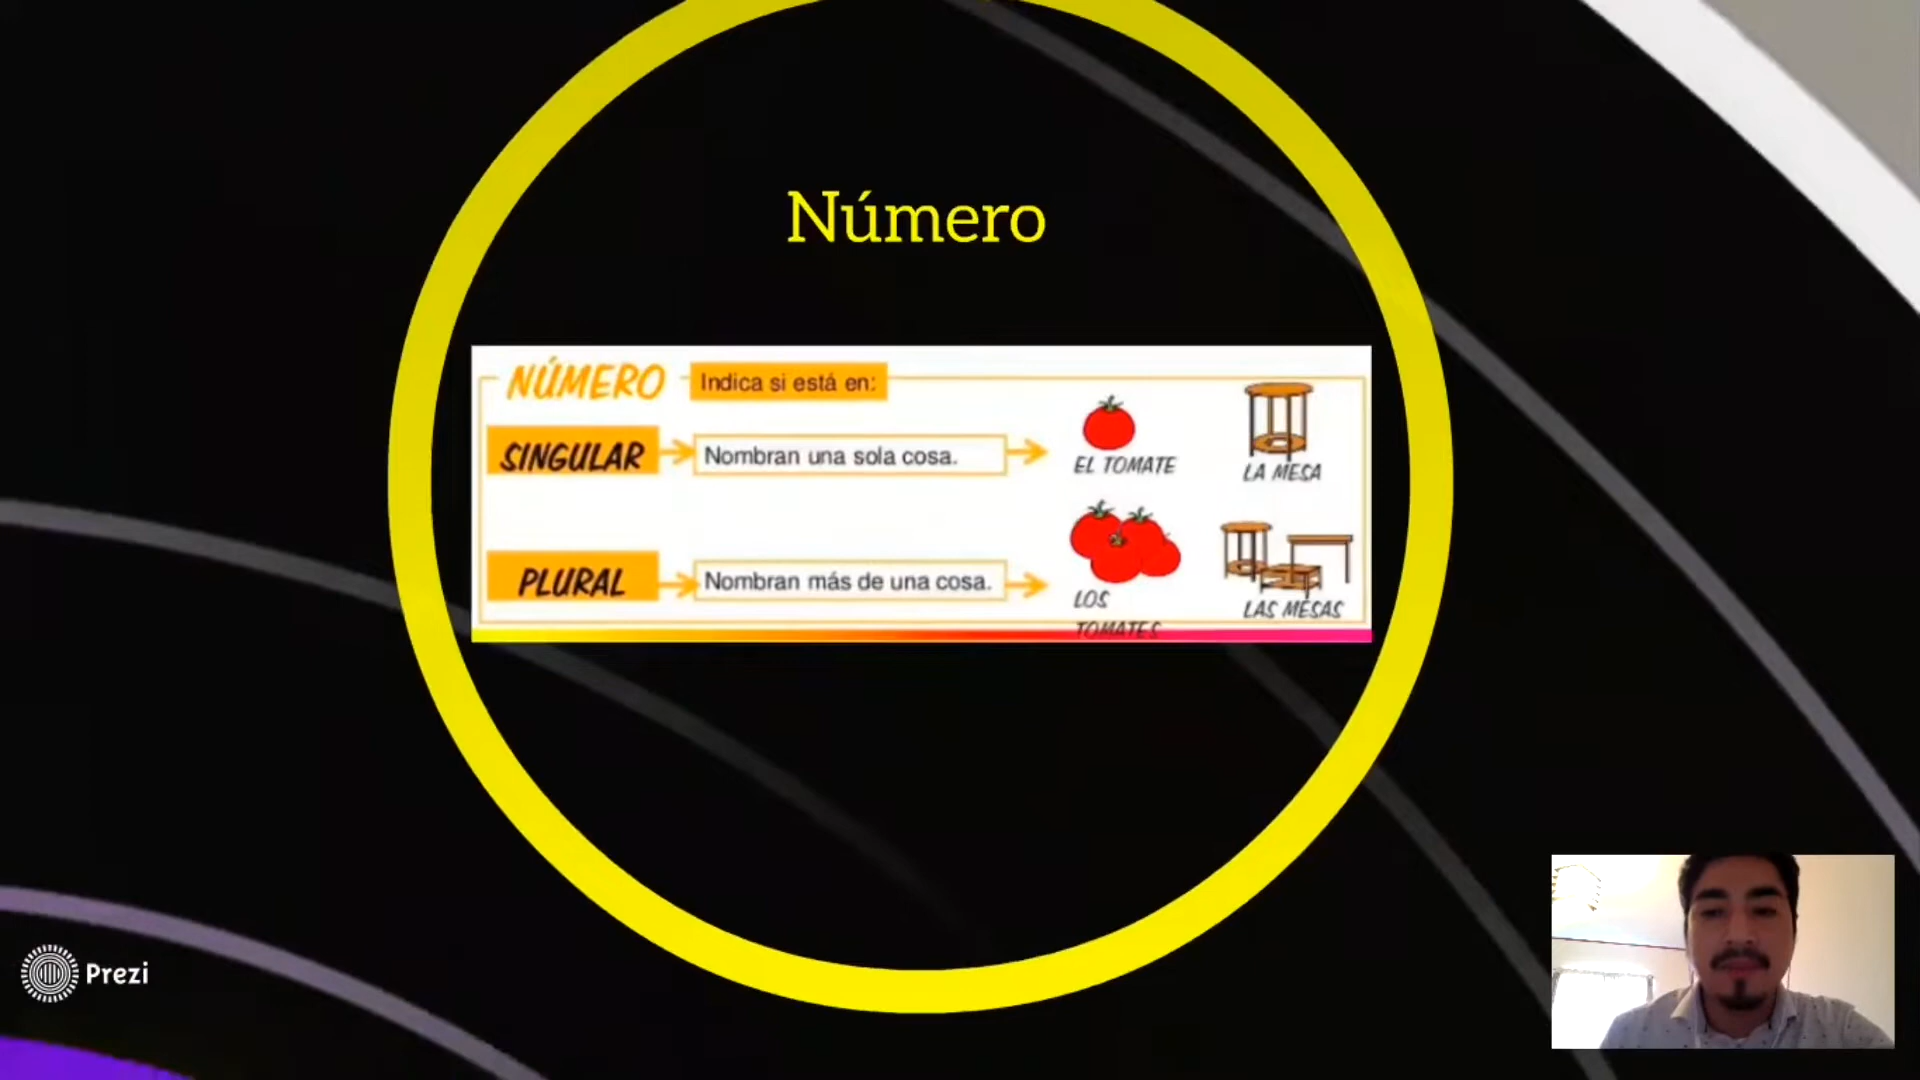 Número
NÚMERO Indica si está en:
SINGULAR Nombran una sola cosa.
EL TOMATE LA MESA
PLURAL Nombran más de una cosa.
LOS
TOMATES
LAS MESAS
Prezi